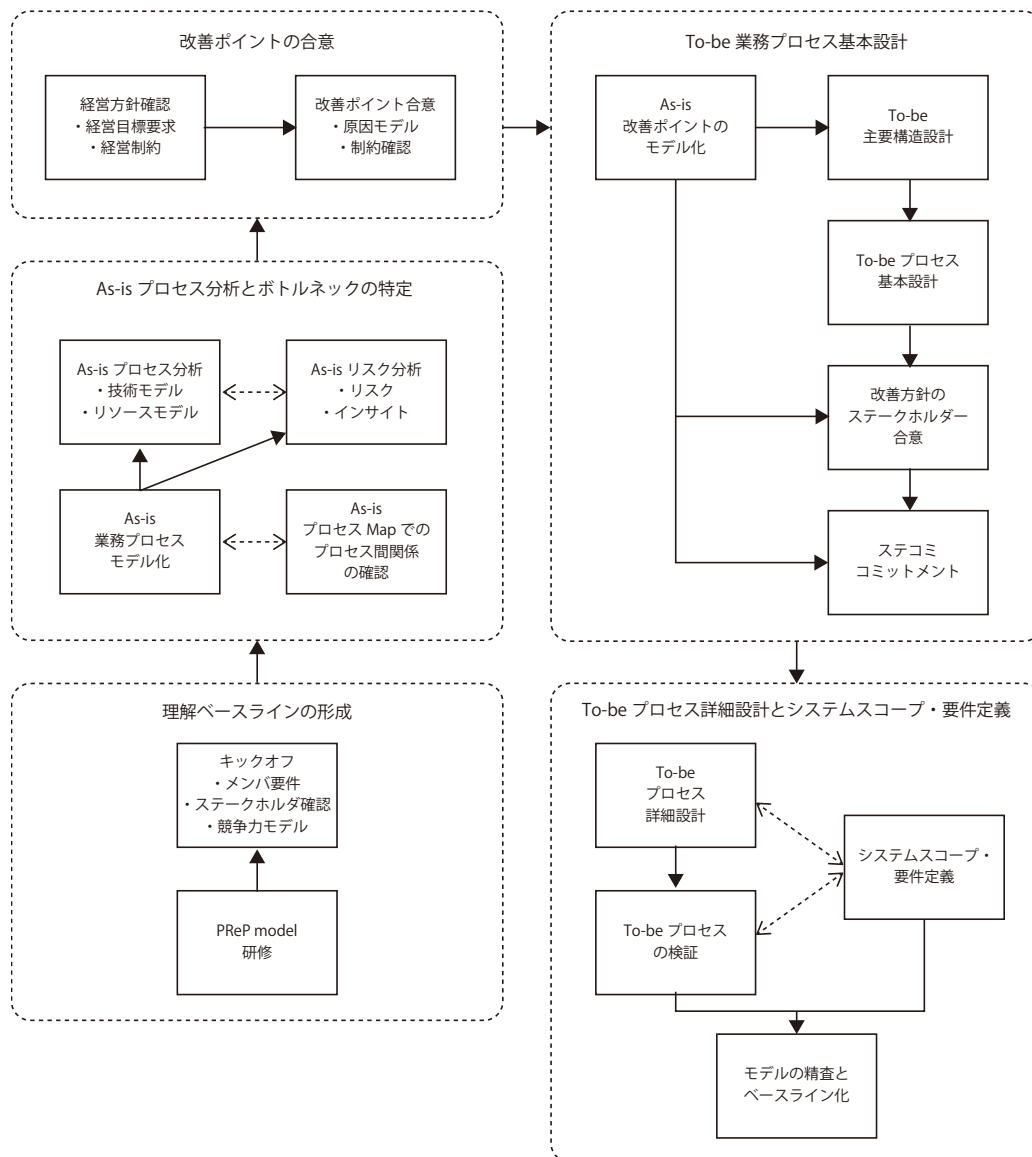 改善ポイントの合意
経営方針確認
・経営目標要求
・経営制約
改善ポイント合意
・原因モデル
・制約確認
As-is プロセス分析とボトルネックの特定
As-is プロセス分析
・技術モデル
・リソースモデル
As-is リスク分析
・リスク
・インサイト
As-is
業務プロセス
モデル化
As-is
プロセス Map での
プロセス間関係
の確認
理解ベースラインの形成
キックオフ
・メンバ要件
・ステークホルダ確認
・競争力モデル
PReP model
研修
To-be 業務プロセス基本設計
As-is
改善ポイントの
モデル化
To-be
主要構造設計
To-be プロセス
基本設計
改善方針の
ステークホルダー
合意
ステコミ
コミットメント
To-be プロセス詳細設計とシステムスコープ・要件定義
To-be
プロセス
詳細設計
システムスコープ・
要件定義
To-be プロセス
の検証
モデルの精査と
ベースライン化